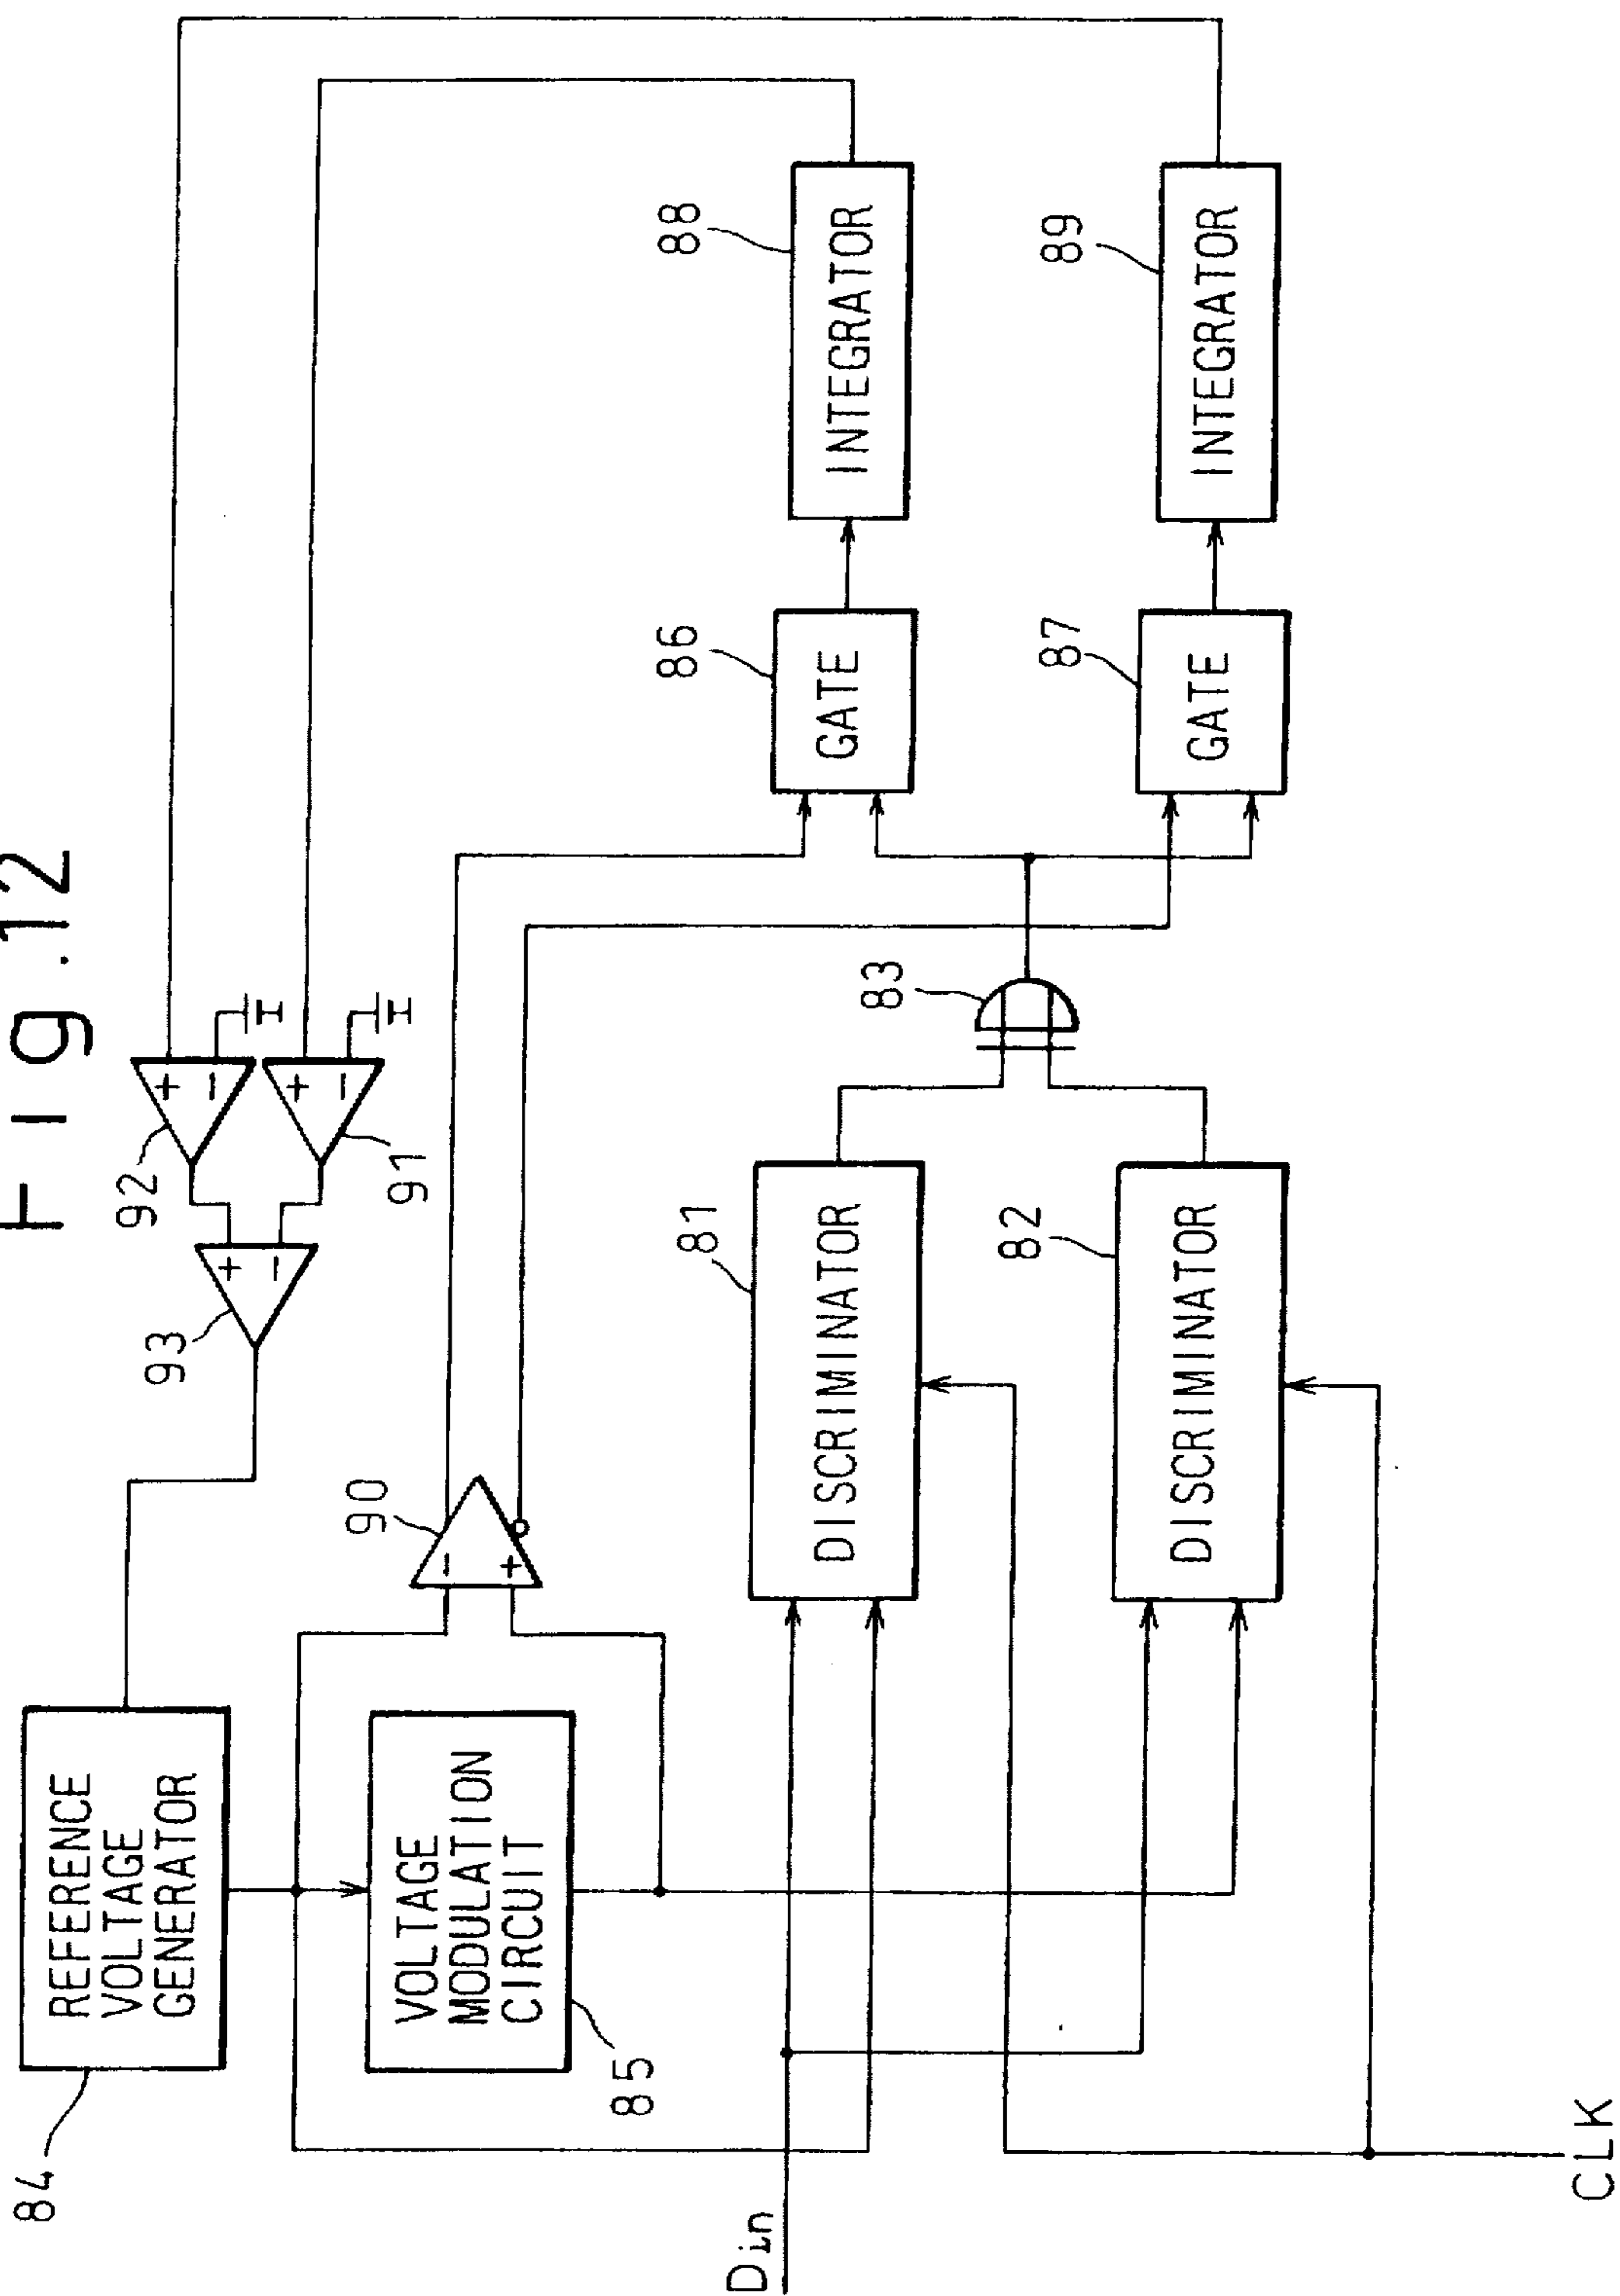 Fig.12
84
REFERENCE
VOLTAGE
GENERATOR
93
+
−
92
+
−
91
+
−
VOLTAGE
MODULATION
CIRCUIT
85
90
−
+
Din
81
DISCRIMINATOR
82
DISCRIMINATOR
83
86
GATE
88
INTEGRATOR
87
GATE
89
INTEGRATOR
CLK